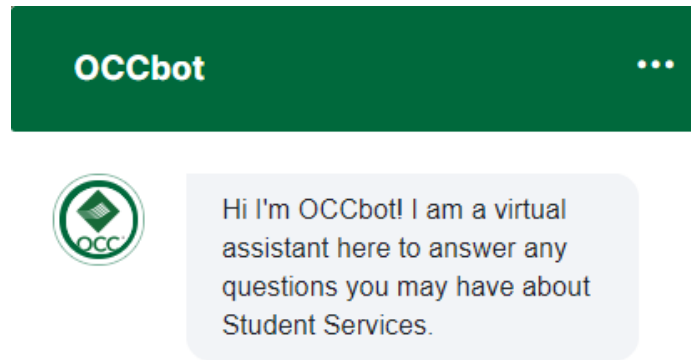 OCCbot
OCC
Hi I'm OCCbot! I am a virtual
assistant here to answer any
questions you may have about
Student Services.